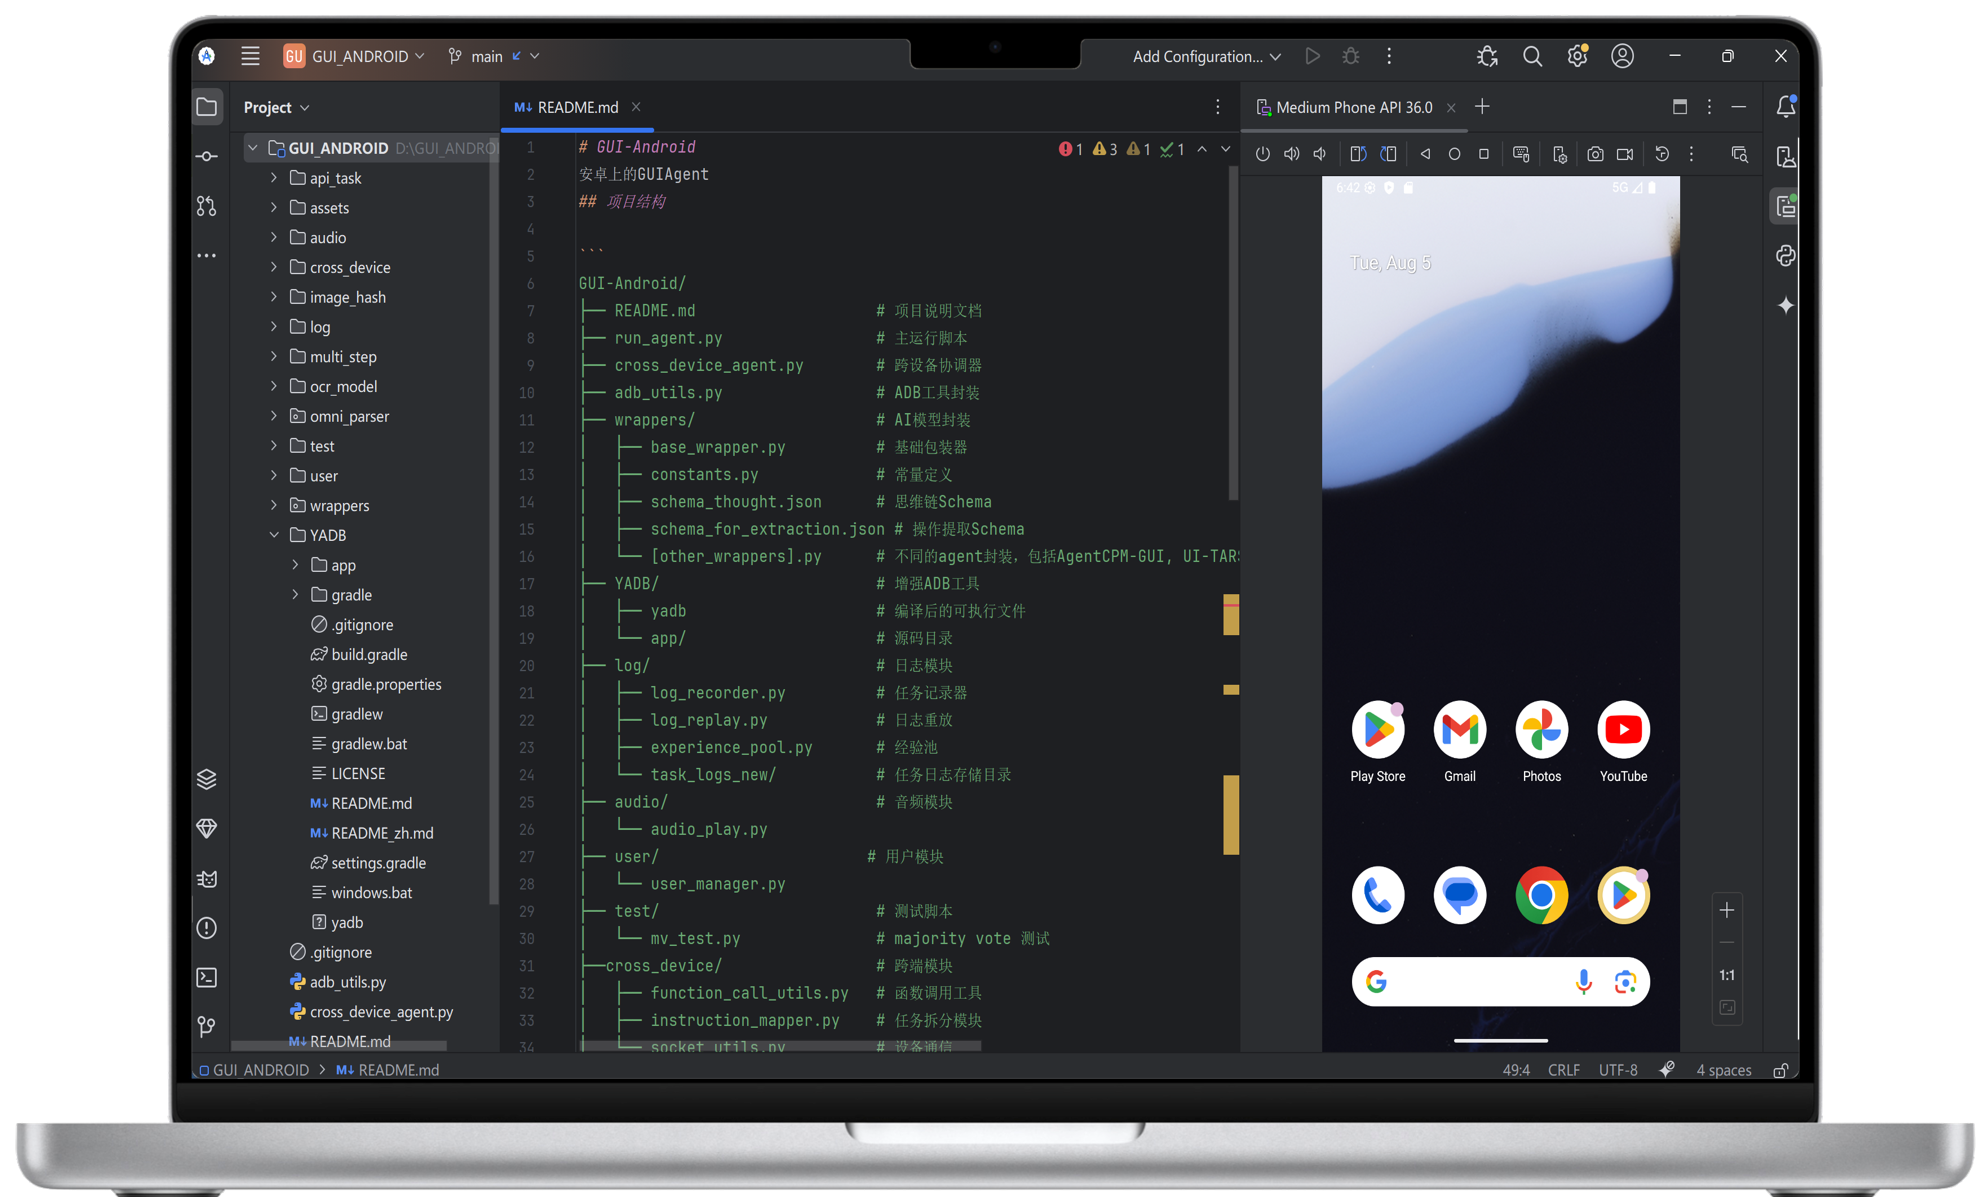 GU GUI_ANDROID main Add Configuration...
Project
README.md
Medium Phone API 36.0
GUI_ANDROID D:\GUI_ANDROI
api_task
assets
audio
cross_device
image_hash
log
multi_step
ocr_model
omni_parser
test
user
wrappers
YADB
app
gradle
.gitignore
build.gradle
gradle.properties
gradlew
gradlew.bat
LICENSE
M↓ README.md
M↓ README_zh.md
settings.gradle
windows.bat
yadb
.gitignore
adb_utils.py
cross_device_agent.py
M↓ README.md
1 # GUI-Android
2 安卓上的GUIAgent
3 ## 项目结构
4
5 ```
6 GUI-Android/
7 ├── README.md # 项目说明文档
8 ├── run_agent.py # 主运行脚本
9 ├── cross_device_agent.py # 跨设备协调器
10 ├── adb_utils.py # ADB工具封装
11 ├── wrappers/ # AI模型封装
12 │ ├── base_wrapper.py # 基础包装器
13 │ ├── constants.py # 常量定义
14 │ ├── schema_thought.json # 思维链Schema
15 │ ├── schema_for_extraction.json # 操作提取Schema
16 │ └── [other_wrappers].py # 不同的agent封装，包括AgentCPM-GUI, UI-TARS
17 ├── YADB/ # 增强ADB工具
18 │ ├── yadb # 编译后的可执行文件
19 │ └── app/ # 源码目录
20 ├── log/ # 日志模块
21 │ ├── log_recorder.py # 任务记录器
22 │ ├── log_replay.py # 日志重放
23 │ ├── experience_pool.py # 经验池
24 │ └── task_logs_new/ # 任务日志存储目录
25 ├── audio/ # 音频模块
26 │ └── audio_play.py
27 ├── user/ # 用户模块
28 │ └── user_manager.py
29 ├── test/ # 测试脚本
30 │ └── mv_test.py # majority vote 测试
31 ├──cross_device/ # 跨端模块
32 │ ├── function_call_utils.py # 函数调用工具
33 │ ├── instruction_mapper.py # 任务拆分模块
34 │ └── socket_utils.py # 设备通信
1 3 1 1
6:42 5G
Tue, Aug 5
Play Store Gmail Photos YouTube
1:1
GUI_ANDROID > M↓ README.md
49:4 CRLF UTF-8 4 spaces